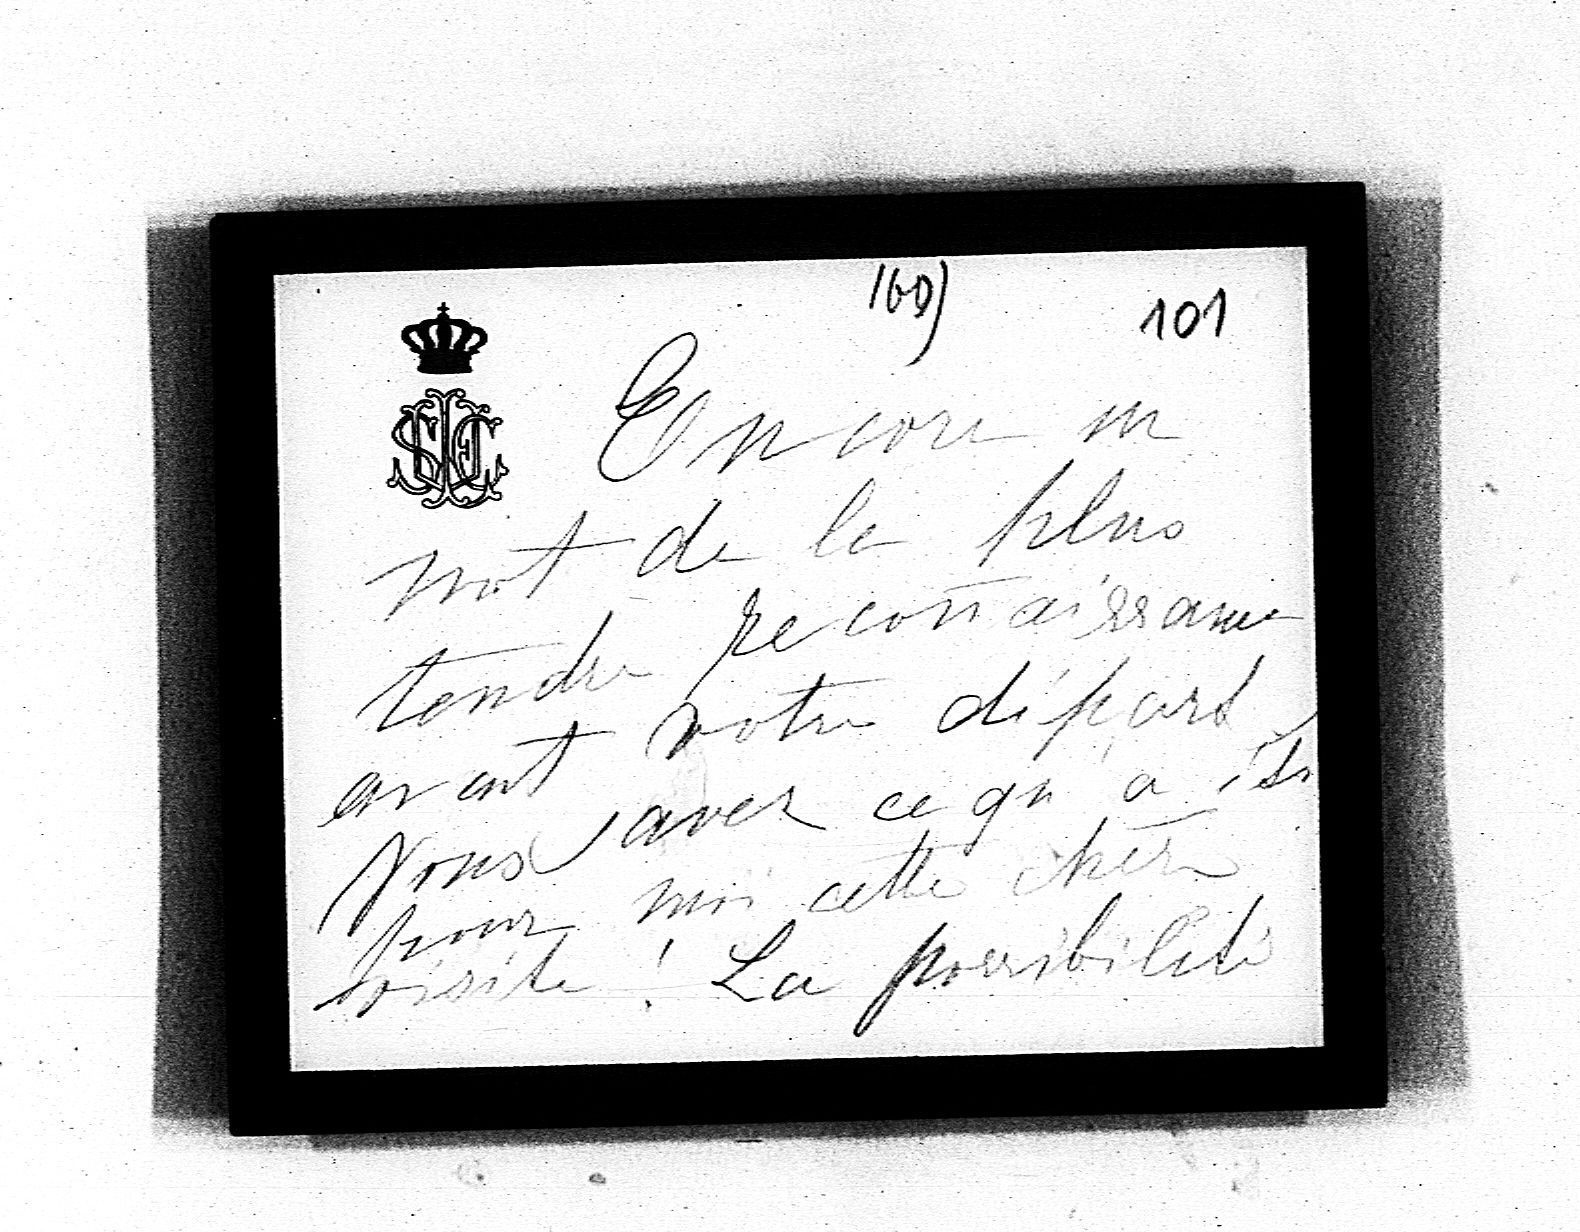 160)
101
Encore un
mot de la plus
tendre reconnaissance
avant votre départ
Vous savez ce qu'a été
pour moi cette chère
visite ! La possibilité